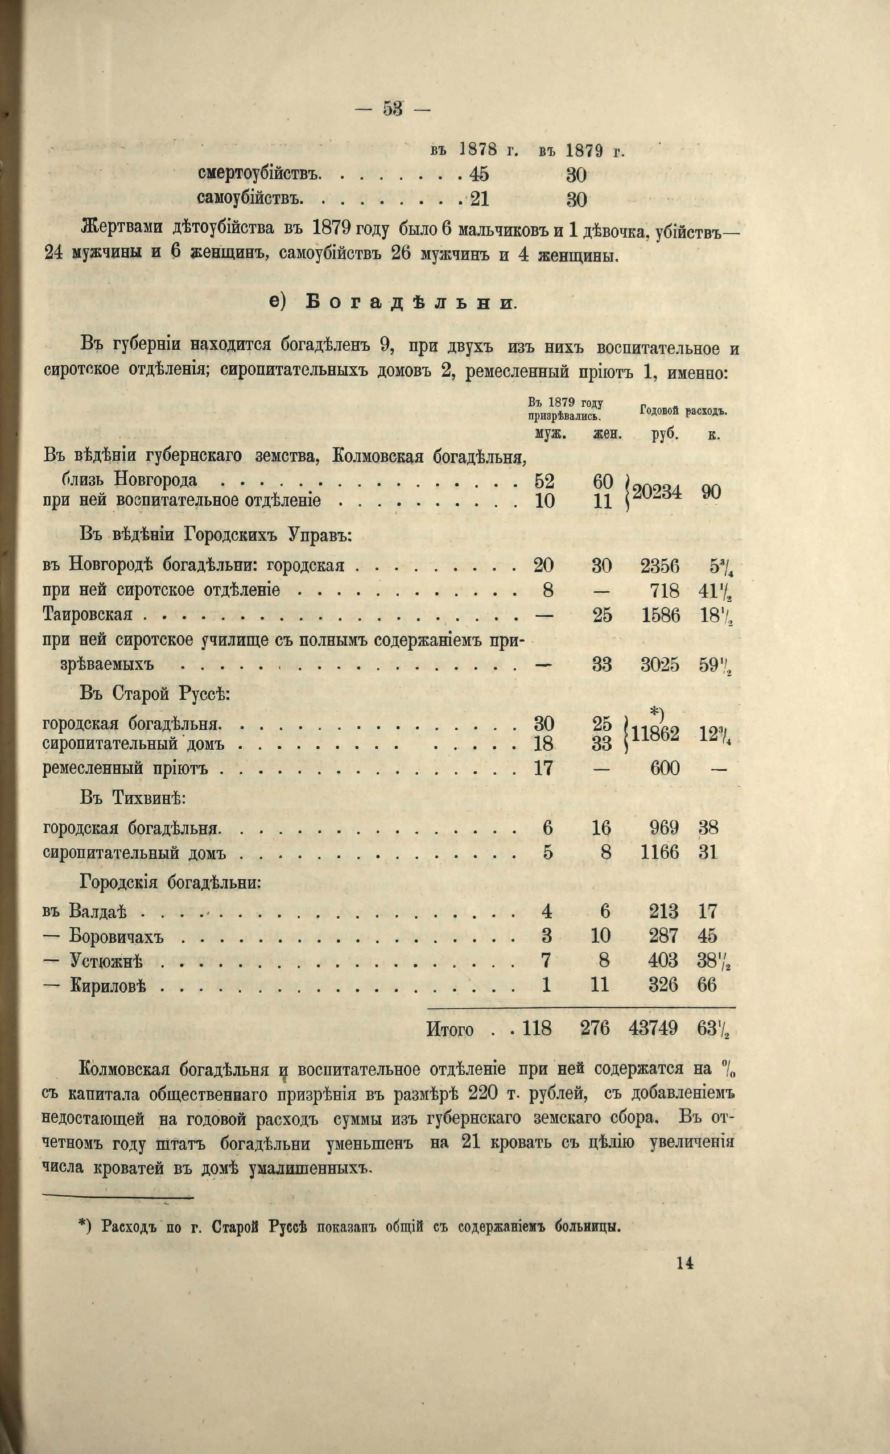 — 53 —
въ 1878 г. въ 1879 г.
смертоубійствъ. . . . . . . . 45 30
самоубійствъ. . . . . . . . . 21 30
Жертвами дѣтоубійства въ 1879 году было 6 мальчиковъ и 1 дѣвочка, убійствъ—
24 мужчины и 6 женщинъ, самоубійствъ 26 мужчинъ и 4 женщины.
е) Богадѣльни.
Въ губерніи находится богадѣленъ 9, при двухъ изъ нихъ воспитательное и
сиротское отдѣленія; сиропитательныхъ домовъ 2, ремесленный пріютъ 1, именно:
Въ 1879 году
призрѣвались. Годовой расходъ.
муж. жен. руб. к.
Въ вѣдѣніи губернскаго земства, Колмовская богадѣльня,
близь Новгорода . . . . . . . . . . . . . . . . 52 60
при ней воспитательное отдѣленіе . . . . . . . . . . 10 11 } 20234 90
Въ вѣдѣніи Городскихъ Управъ:
въ Новгородѣ богадѣльни: городская . . . . . . . . . 20 30 2356 5³/₄
при ней сиротское отдѣленіе . . . . . . . . . . . . 8 — 718 41¹/₂
Таировская . . . . . . . . . . . . . . . . . . . — 25 1586 18¹/₂
при ней сиротское училище съ полнымъ содержаніемъ при-
зрѣваемыхъ . . . . . . . . . . . . . . . . . — 33 3025 59¹/₂
Въ Старой Руссѣ:
*)
городская богадѣльня. . . . . . . . . . . . . . . 30 25
сиропитательный домъ . . . . . . . . . . . . . . 18 33 } 11862 12³/₄
ремесленный пріютъ . . . . . . . . . . . . . . . . 17 — 600 —
Въ Тихвинѣ:
городская богадѣльня. . . . . . . . . . . . . . . 6 16 969 38
сиропитательный домъ . . . . . . . . . . . . . . . 5 8 1166 31
Городскія богадѣльни:
въ Валдаѣ . . . . . . . . . . . . . . . . . . . 4 6 213 17
— Боровичахъ . . . . . . . . . . . . . . . . . . 3 10 287 45
— Устюжнѣ . . . . . . . . . . . . . . . . . . . 7 8 403 38¹/₂
— Кириловѣ . . . . . . . . . . . . . . . . . . . 1 11 326 66
Итого . . 118 276 43749 63¹/₂
Колмовская богадѣльня и воспитательное отдѣленіе при ней содержатся на %
съ капитала общественнаго призрѣнія въ размѣрѣ 220 т. рублей, съ добавленіемъ
недостающей на годовой расходъ суммы изъ губернскаго земскаго сбора. Въ от-
четномъ году штатъ богадѣльни уменьшенъ на 21 кровать съ цѣлію увеличенія
числа кроватей въ домѣ умалишенныхъ.
*) Расходъ по г. Старой Руссѣ показанъ общій съ содержаніемъ больницы.
14